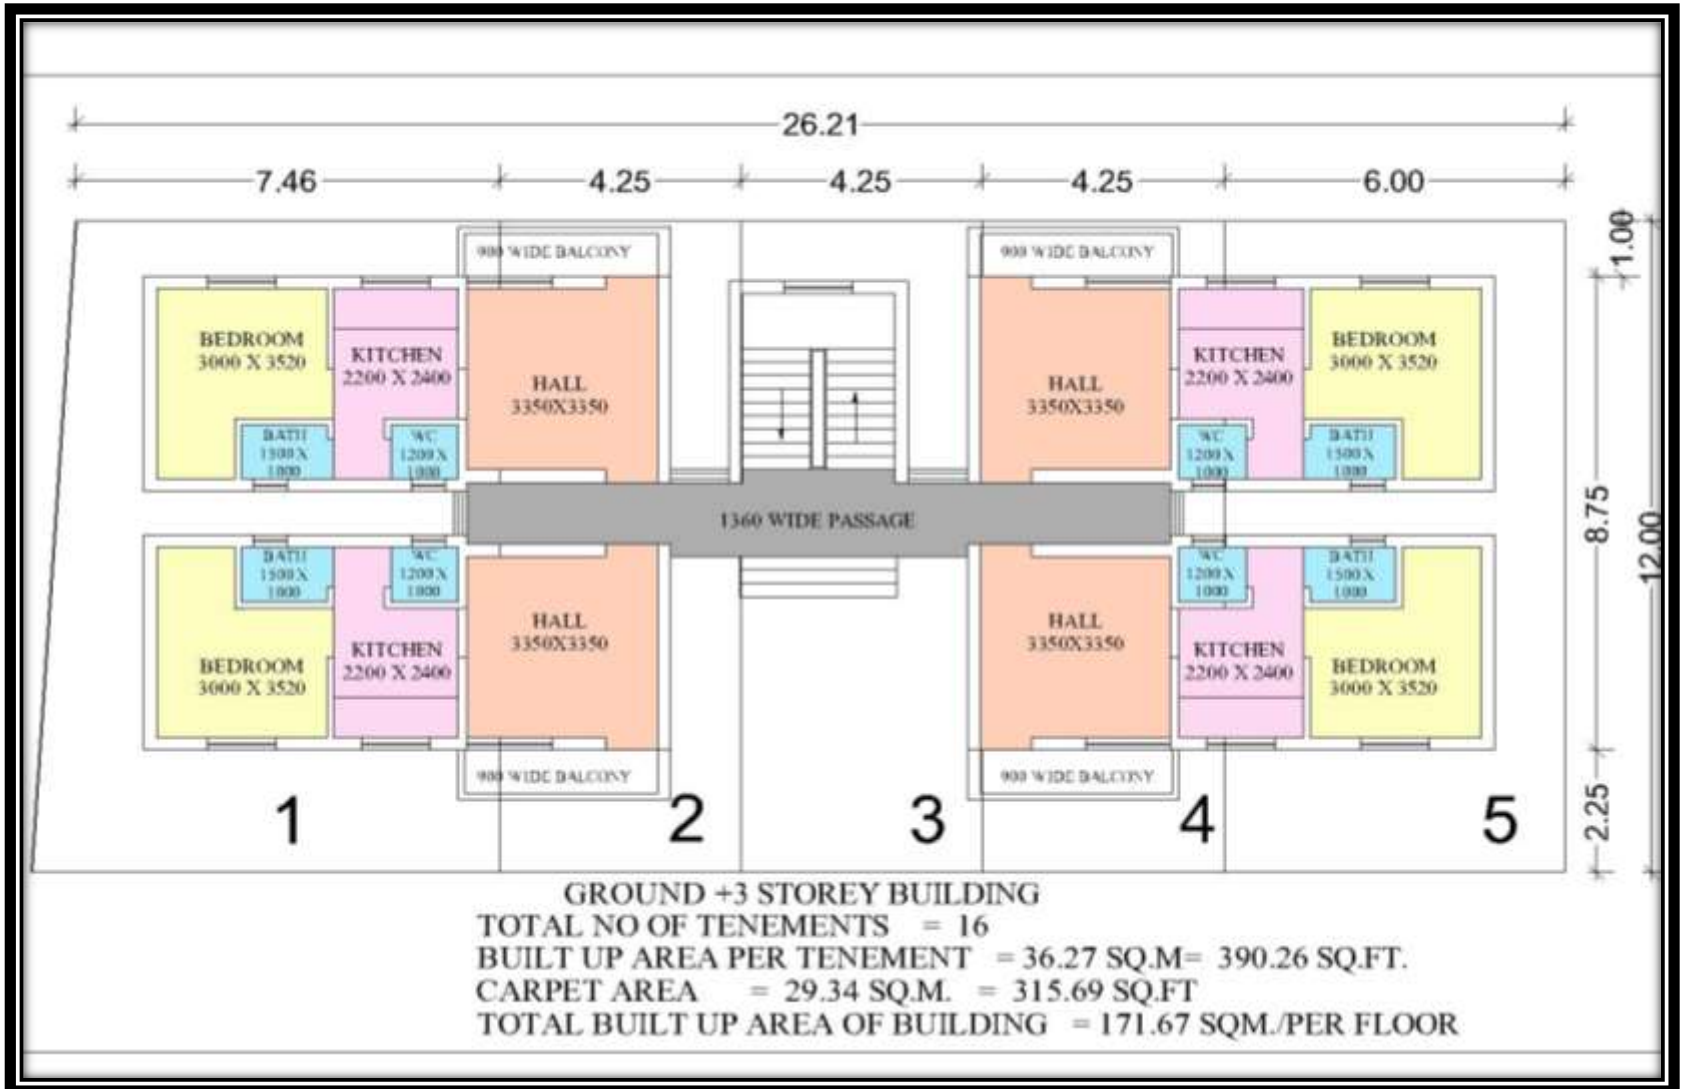 26.21
7.46 4.25 4.25 4.25 6.00
1.00
900 WIDE BALCONY 900 WIDE BALCONY
BEDROOM
3000 X 3520
KITCHEN
2200 X 2400
HALL
3350X3350
HALL
3350X3350
KITCHEN
2200 X 2400
BEDROOM
3000 X 3520
BATH
1500 X
1000
WC
1200 X
1000
WC
1200 X
1000
BATH
1500 X
1000
1360 WIDE PASSAGE
8.75
12.00
BATH
1500 X
1000
WC
1200 X
1000
WC
1200 X
1000
BATH
1500 X
1000
BEDROOM
3000 X 3520
KITCHEN
2200 X 2400
HALL
3350X3350
HALL
3350X3350
KITCHEN
2200 X 2400
BEDROOM
3000 X 3520
900 WIDE BALCONY 900 WIDE BALCONY
2.25
1 2 3 4 5
GROUND +3 STOREY BUILDING
TOTAL NO OF TENEMENTS = 16
BUILT UP AREA PER TENEMENT = 36.27 SQ.M= 390.26 SQ.FT.
CARPET AREA = 29.34 SQ.M. = 315.69 SQ.FT
TOTAL BUILT UP AREA OF BUILDING = 171.67 SQM./PER FLOOR